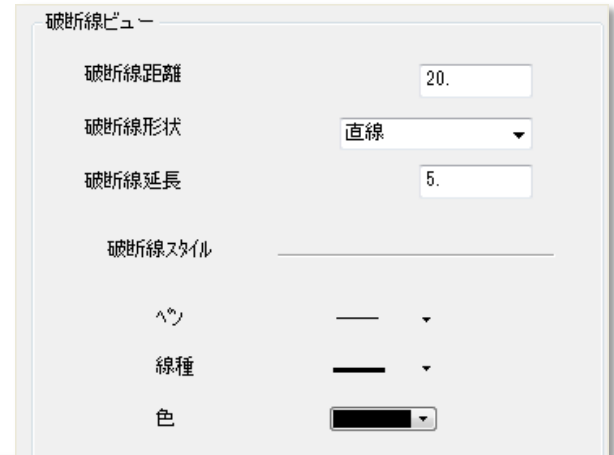 破断線ビュー
破断線距離 20.
破断線形状 直線
破断線延長 5.
破断線スタイル
ペン
線種
色